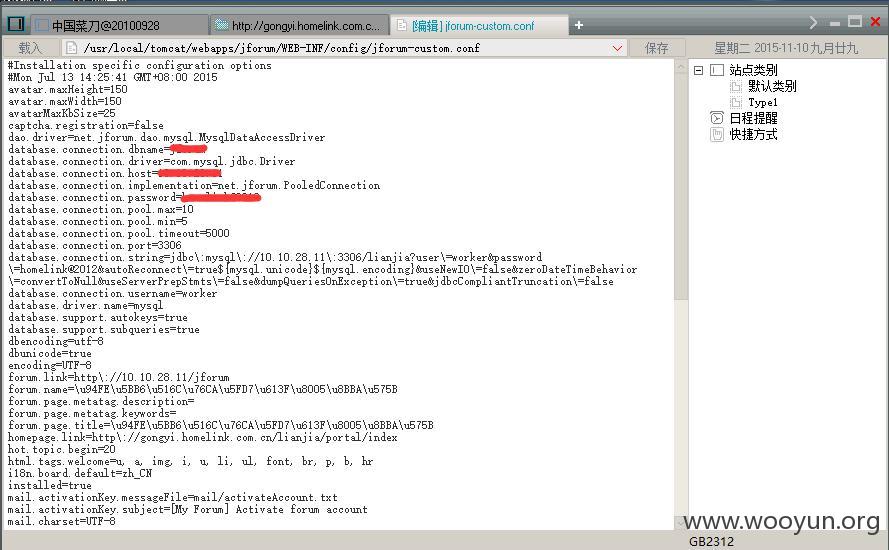 中国菜刀@20100928
http://gongyi.homelink.com.c...
[编辑] jforum-custom.conf
+
载入
/usr/local/tomcat/webapps/jforum/WEB-INF/config/jforum-custom.conf
保存
星期二 2015-11-10 九月廿九
#Installation specific configuration options
#Mon Jul 13 14:25:41 GMT+08:00 2015
avatar.maxHeight=150
avatar.maxWidth=150
avatarMaxKbSize=25
captcha.registration=false
dao.driver=net.jforum.dao.mysql.MysqlDataAccessDriver
database.connection.dbname=
database.connection.driver=com.mysql.jdbc.Driver
database.connection.host=
database.connection.implementation=net.jforum.PooledConnection
database.connection.password=
database.connection.pool.max=10
database.connection.pool.min=5
database.connection.pool.timeout=5000
database.connection.port=3306
database.connection.string=jdbc\:mysql\://10.10.28.11\:3306/lianjia?user\=worker&password
\=homelink@2012&autoReconnect\=true${mysql.unicode}${mysql.encoding}&useNewIO\=false&zeroDateTimeBehavior
\=convertToNull&useServerPrepStmts\=false&dumpQueriesOnException\=true&jdbcCompliantTruncation\=false
database.connection.username=worker
database.driver.name=mysql
database.support.autokeys=true
database.support.subqueries=true
dbencoding=utf-8
dbunicode=true
encoding=UTF-8
forum.link=http\://10.10.28.11/jforum
forum.name=\u94FE\u5BB6\u516C\u76CA\u5FD7\u613F\u8005\u8BBA\u575B
forum.page.metatag.description=
forum.page.metatag.keywords=
forum.page.title=\u94FE\u5BB6\u516C\u76CA\u5FD7\u613F\u8005\u8BBA\u575B
homepage.link=http\://gongyi.homelink.com.cn/lianjia/portal/index
hot.topic.begin=20
html.tags.welcome=u, a, img, i, u, li, ul, font, br, p, b, hr
i18n.board.default=zh_CN
installed=true
mail.activationKey.messageFile=mail/activateAccount.txt
mail.activationKey.subject=[My Forum] Activate forum account
mail.charset=UTF-8
站点类别
默认类别
Type1
日程提醒
快捷方式
www.wooyun.org
GB2312